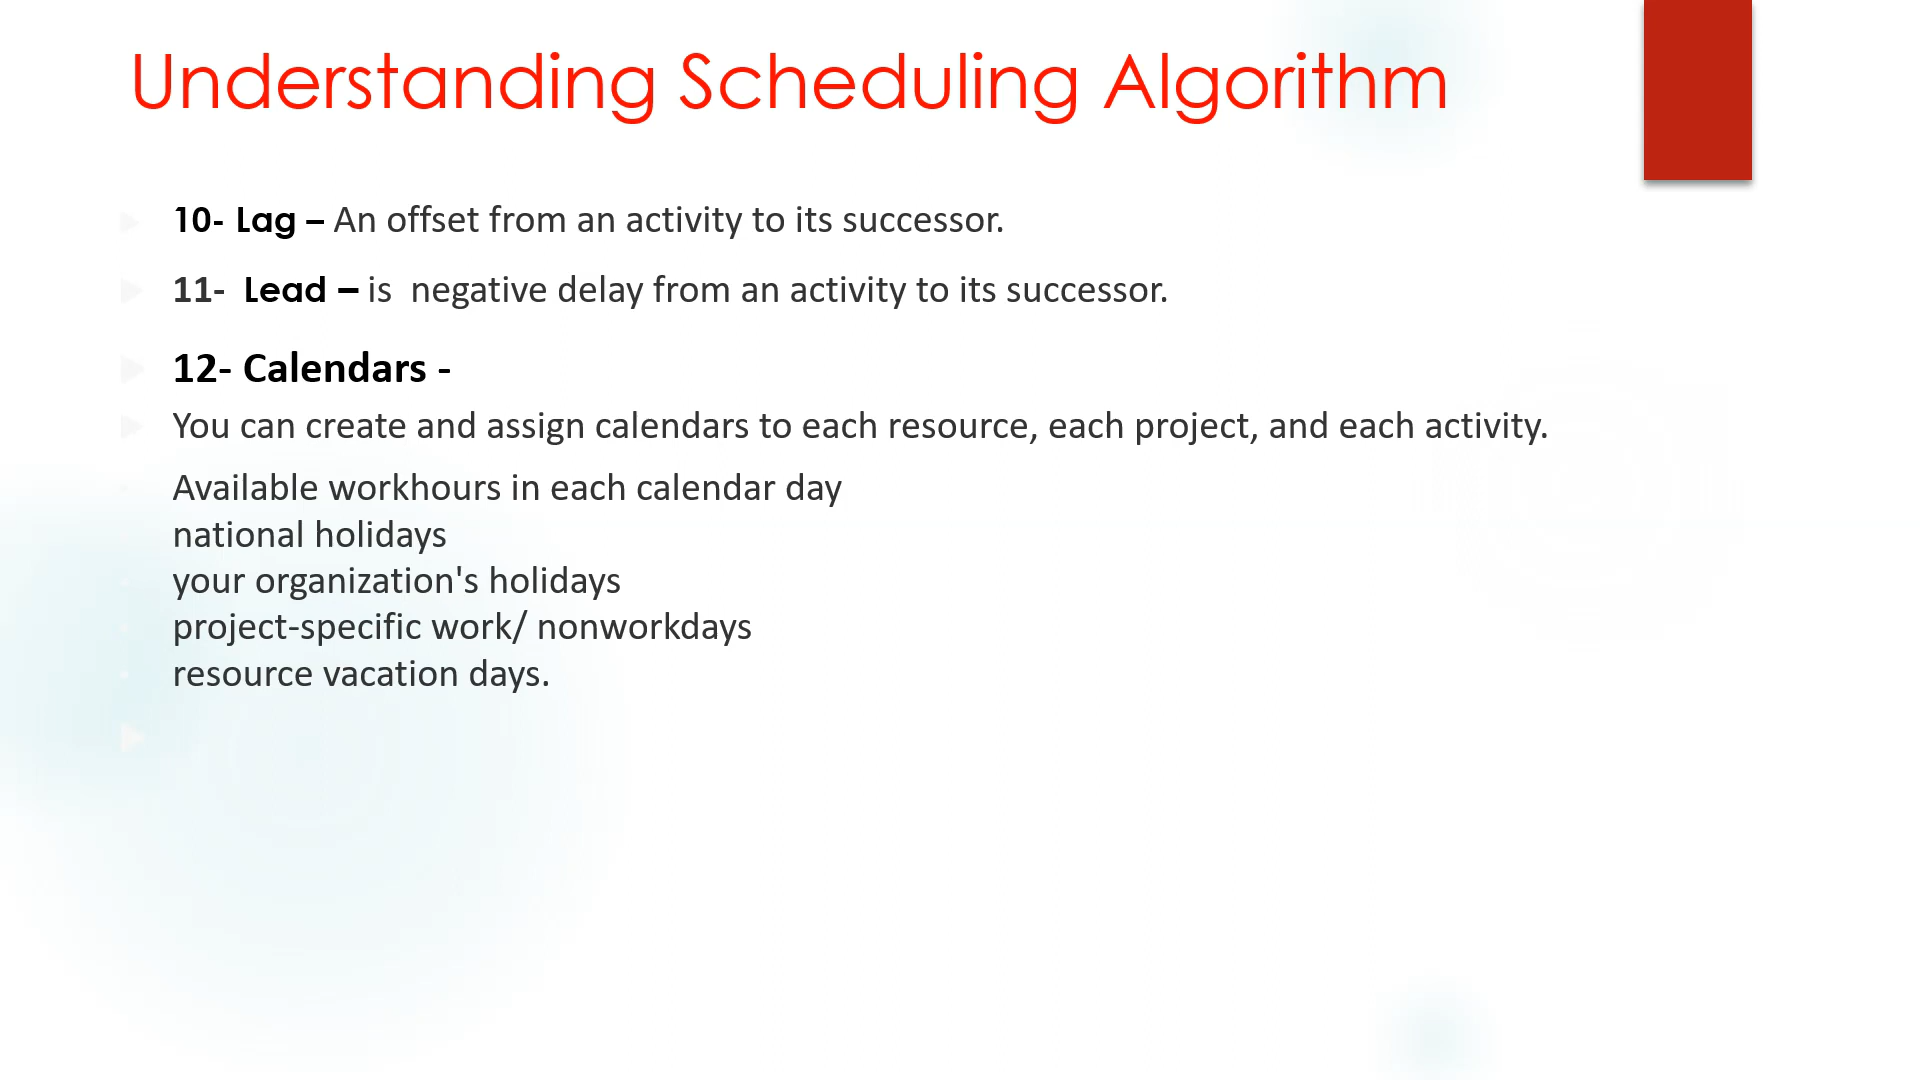 Understanding Scheduling Algorithm
10- Lag – An offset from an activity to its successor.
11- Lead – is negative delay from an activity to its successor.
12- Calendars -
You can create and assign calendars to each resource, each project, and each activity.
Available workhours in each calendar day
national holidays
your organization's holidays
project-specific work/ nonworkdays
resource vacation days.